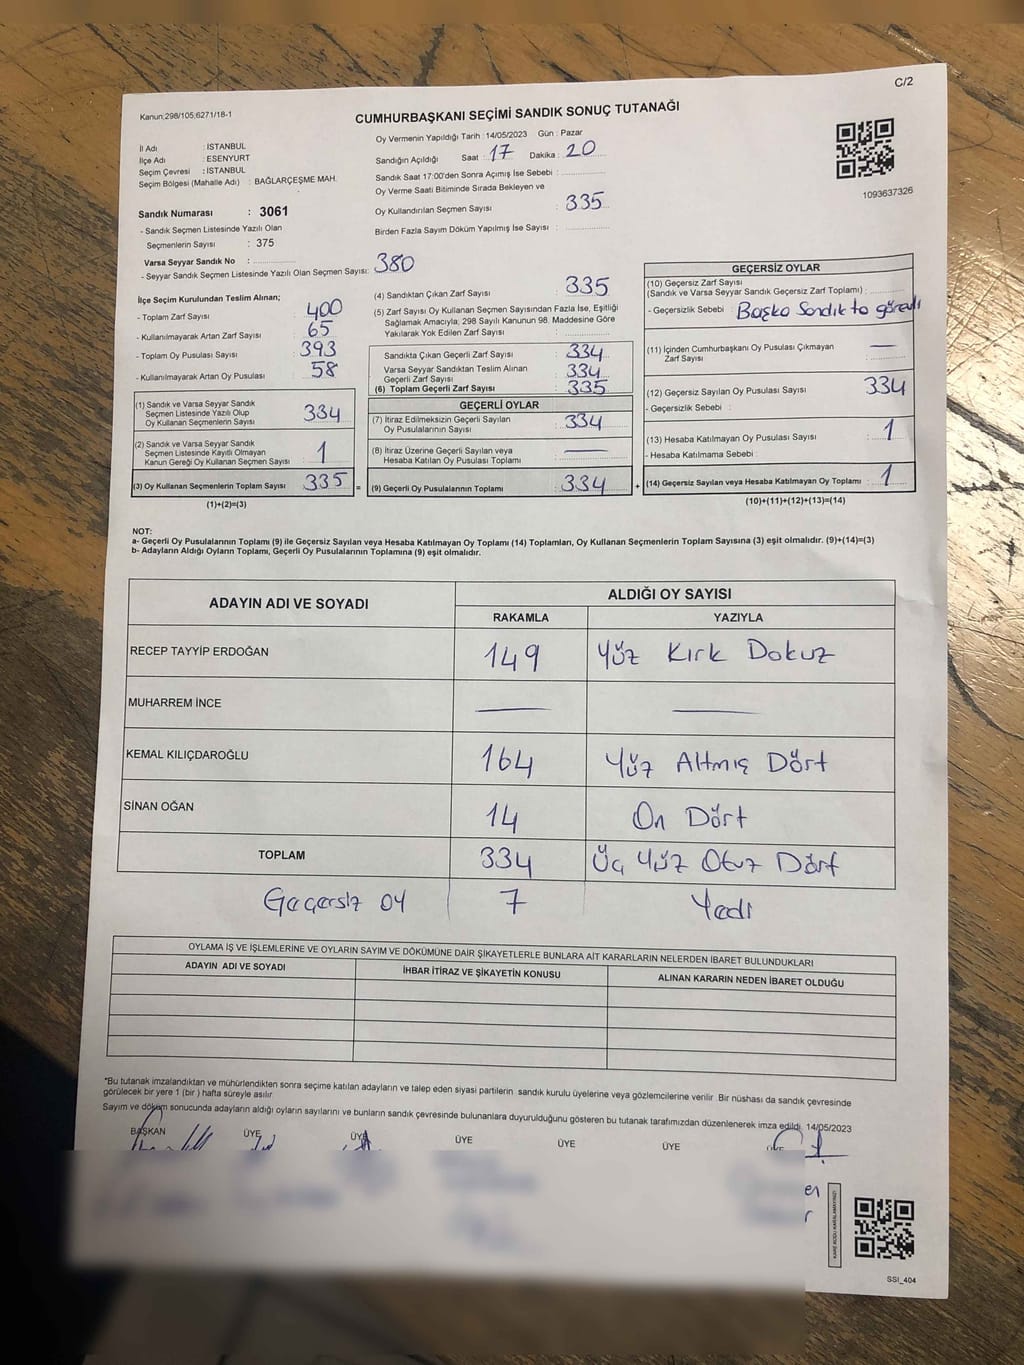 C/2
Kanun;298/105;6271/18-1
CUMHURBAŞKANI SEÇİMİ SANDIK SONUÇ TUTANAĞI
İl Adı : İSTANBUL
İlçe Adı : ESENYURT
Seçim Çevresi : İSTANBUL
Seçim Bölgesi (Mahalle Adı) : BAĞLARÇEŞME MAH.
Sandık Numarası : 3061
- Sandık Seçmen Listesinde Yazılı Olan
Seçmenlerin Sayısı : 375
Varsa Seyyar Sandık No :
- Seyyar Sandık Seçmen Listesinde Yazılı Olan Seçmen Sayısı: 380
Oy Vermenin Yapıldığı Tarih : 14/05/2023 Gün : Pazar
Sandığın Açıldığı Saat : 17 Dakika : 20
Sandık Saat 17:00'den Sonra Açımış İse Sebebi :
Oy Verme Saati Bitiminde Sırada Bekleyen ve
Oy Kullandırılan Seçmen Sayısı : 335
Birden Fazla Sayım Döküm Yapılmış İse Sayısı :
1093637326
İlçe Seçim Kurulundan Teslim Alınan;
- Toplam Zarf Sayısı : 400
- Kullanılmayarak Artan Zarf Sayısı : 65
- Toplam Oy Pusulası Sayısı : 393
- Kullanılmayarak Artan Oy Pusulası : 58
(1) Sandık ve Varsa Seyyar Sandık
Seçmen Listesinde Yazılı Olup
Oy Kullanan Seçmenlerin Sayısı : 334
(2) Sandık ve Varsa Seyyar Sandık
Seçmen Listesinde Kayıtlı Olmayan
Kanun Gereği Oy Kullanan Seçmen Sayısı : 1
(3) Oy Kullanan Seçmenlerin Toplam Sayısı : 335 =
(1)+(2)=(3)
(4) Sandıktan Çıkan Zarf Sayısı : 335
(5) Zarf Sayısı Oy Kullanan Seçmen Sayısından Fazla İse, Eşitliği
Sağlamak Amacıyla; 298 Sayılı Kanunun 98. Maddesine Göre
Yakılarak Yok Edilen Zarf Sayısı :
Sandıkta Çıkan Geçerli Zarf Sayısı : 334
Varsa Seyyar Sandıktan Teslim Alınan
Geçerli Zarf Sayısı : 334
(6) Toplam Geçerli Zarf Sayısı : 335
GEÇERLİ OYLAR
(7) İtiraz Edilmeksizin Geçerli Sayılan
Oy Pusulalarının Sayısı : 334
(8) İtiraz Üzerine Geçerli Sayılan veya
Hesaba Katılan Oy Pusulası Toplamı :
(9) Geçerli Oy Pusulalarının Toplamı : 334 +
GEÇERSİZ OYLAR
(10) Geçersiz Zarf Sayısı
(Sandık ve Varsa Seyyar Sandık Geçersiz Zarf Toplamı) :
- Geçersizlik Sebebi Başka Sandık ta görevli
(11) İçinden Cumhurbaşkanı Oy Pusulası Çıkmayan
Zarf Sayısı :
(12) Geçersiz Sayılan Oy Pusulası Sayısı : 334
- Geçersizlik Sebebi :
(13) Hesaba Katılmayan Oy Pusulası Sayısı : 1
- Hesaba Katılmama Sebebi :
(14) Geçersiz Sayılan veya Hesaba Katılmayan Oy Toplamı : 1
(10)+(11)+(12)+(13)=(14)
NOT:
a- Geçerli Oy Pusulalarının Toplamı (9) ile Geçersiz Sayılan veya Hesaba Katılmayan Oy Toplamı (14) Toplamları, Oy Kullanan Seçmenlerin Toplam Sayısına (3) eşit olmalıdır. (9)+(14)=(3)
b- Adayların Aldığı Oyların Toplamı, Geçerli Oy Pusulalarının Toplamına (9) eşit olmalıdır.
ADAYIN ADI VE SOYADI ALDIĞI OY SAYISI
RAKAMLA YAZIYLA
RECEP TAYYİP ERDOĞAN 149 Yüz Kırk Dokuz
MUHARREM İNCE
KEMAL KILIÇDAROĞLU 164 Yüz Altmış Dört
SİNAN OĞAN 14 On Dört
TOPLAM 334 Üç Yüz Otuz Dört
Geçersiz oy 7 Yedi
OYLAMA İŞ VE İŞLEMLERİNE VE OYLARIN SAYIM VE DÖKÜMÜNE DAİR ŞİKAYETLERLE BUNLARA AİT KARARLARIN NELERDEN İBARET BULUNDUKLARI
ADAYIN ADI VE SOYADI İHBAR İTİRAZ VE ŞİKAYETİN KONUSU ALINAN KARARIN NEDEN İBARET OLDUĞU
*Bu tutanak imzalandıktan ve mühürlendikten sonra seçime katılan adayların ve talep eden siyasi partilerin sandık kurulu üyelerine veya gözlemcilerine verilir. Bir nüshası da sandık çevresinde
görülecek bir yere 1 (bir) hafta süreyle asılır.
Sayım ve döküm sonucunda adayların aldığı oyların sayılarını ve bunların sandık çevresinde bulunanlara duyurulduğunu gösteren bu tutanak tarafımızdan düzenlenerek imza edildi. 14/05/2023
BAŞKAN ÜYE ÜYE ÜYE ÜYE ÜYE ÜYE
KARE KODU KARALAMAYINIZ!
SSI_404